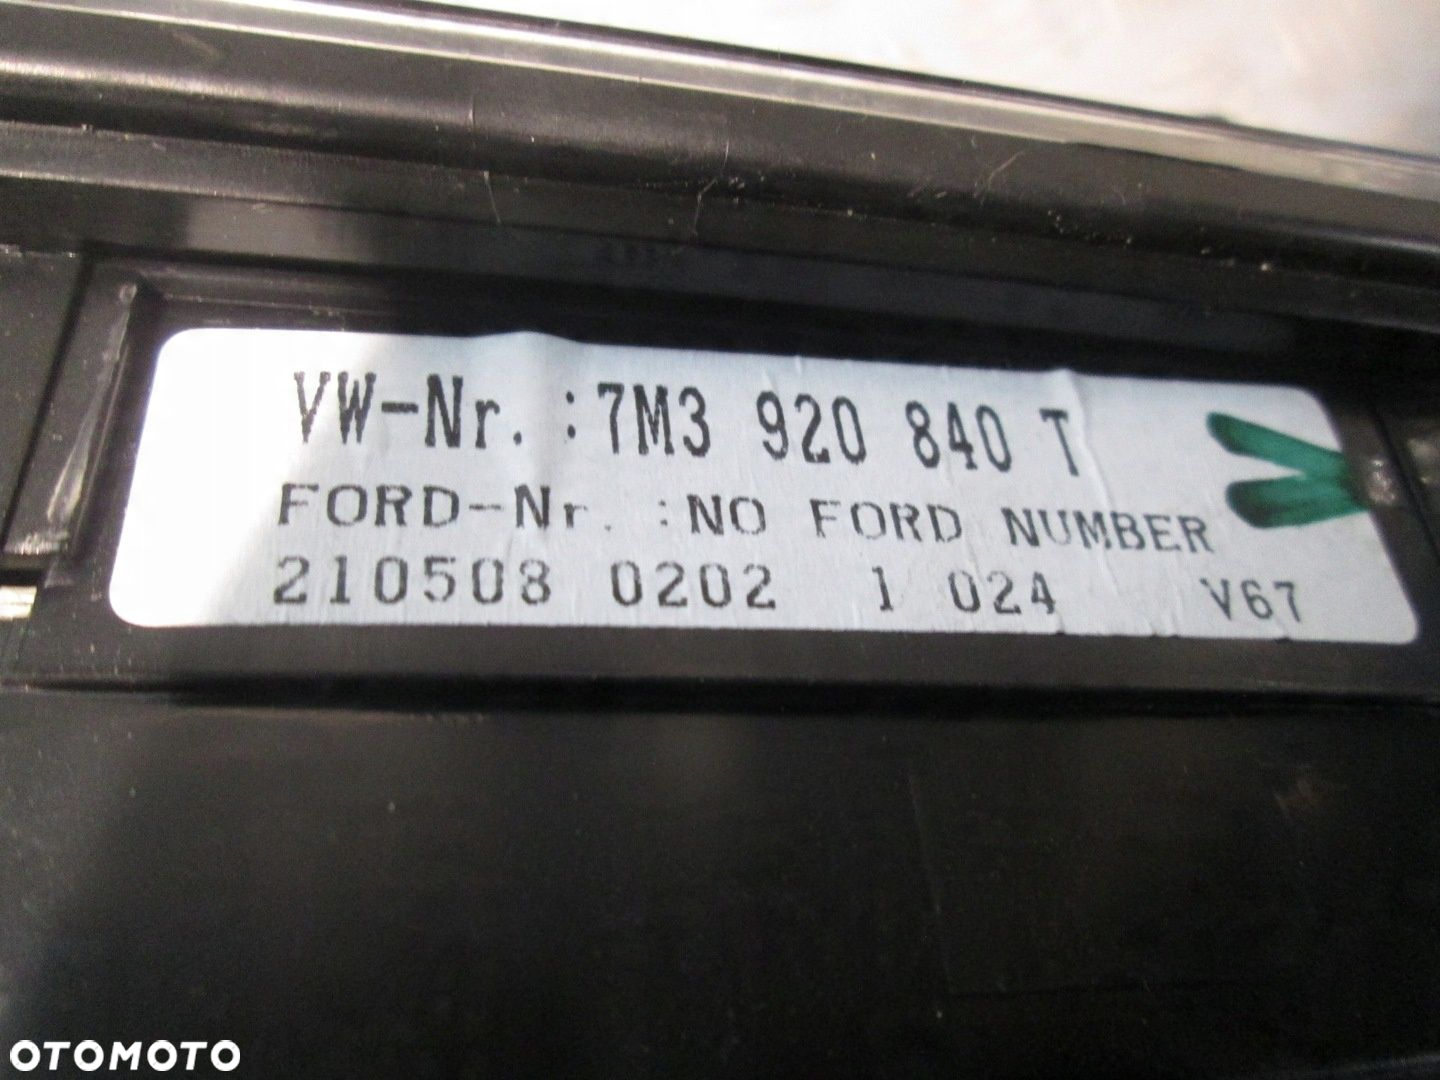 VW-Nr. :7M3 920 840 T
FORD-Nr. :NO FORD NUMBER
210508 0202 1 024 V67
OTOMOTO